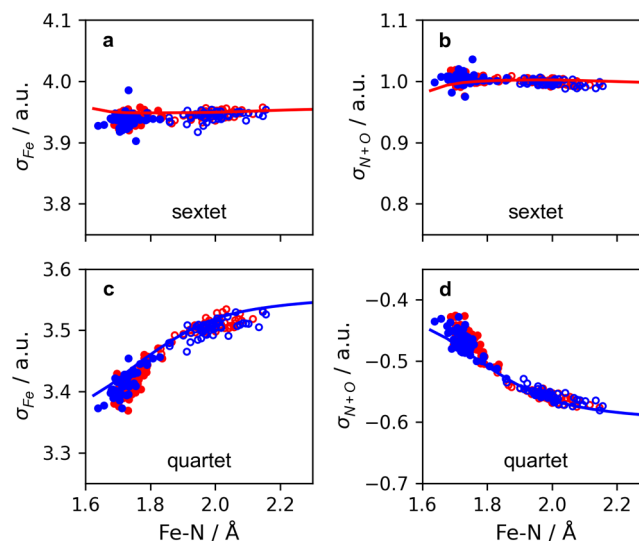 a
4.1
4.0
3.9
3.8
σFe / a.u.
sextet
b
1.1
1.0
0.9
0.8
σN+O / a.u.
sextet
c
3.6
3.5
3.4
3.3
σFe / a.u.
quartet
1.6 1.8 2.0 2.2
Fe-N / Å
d
−0.4
−0.5
−0.6
−0.7
σN+O / a.u.
quartet
1.6 1.8 2.0 2.2
Fe-N / Å